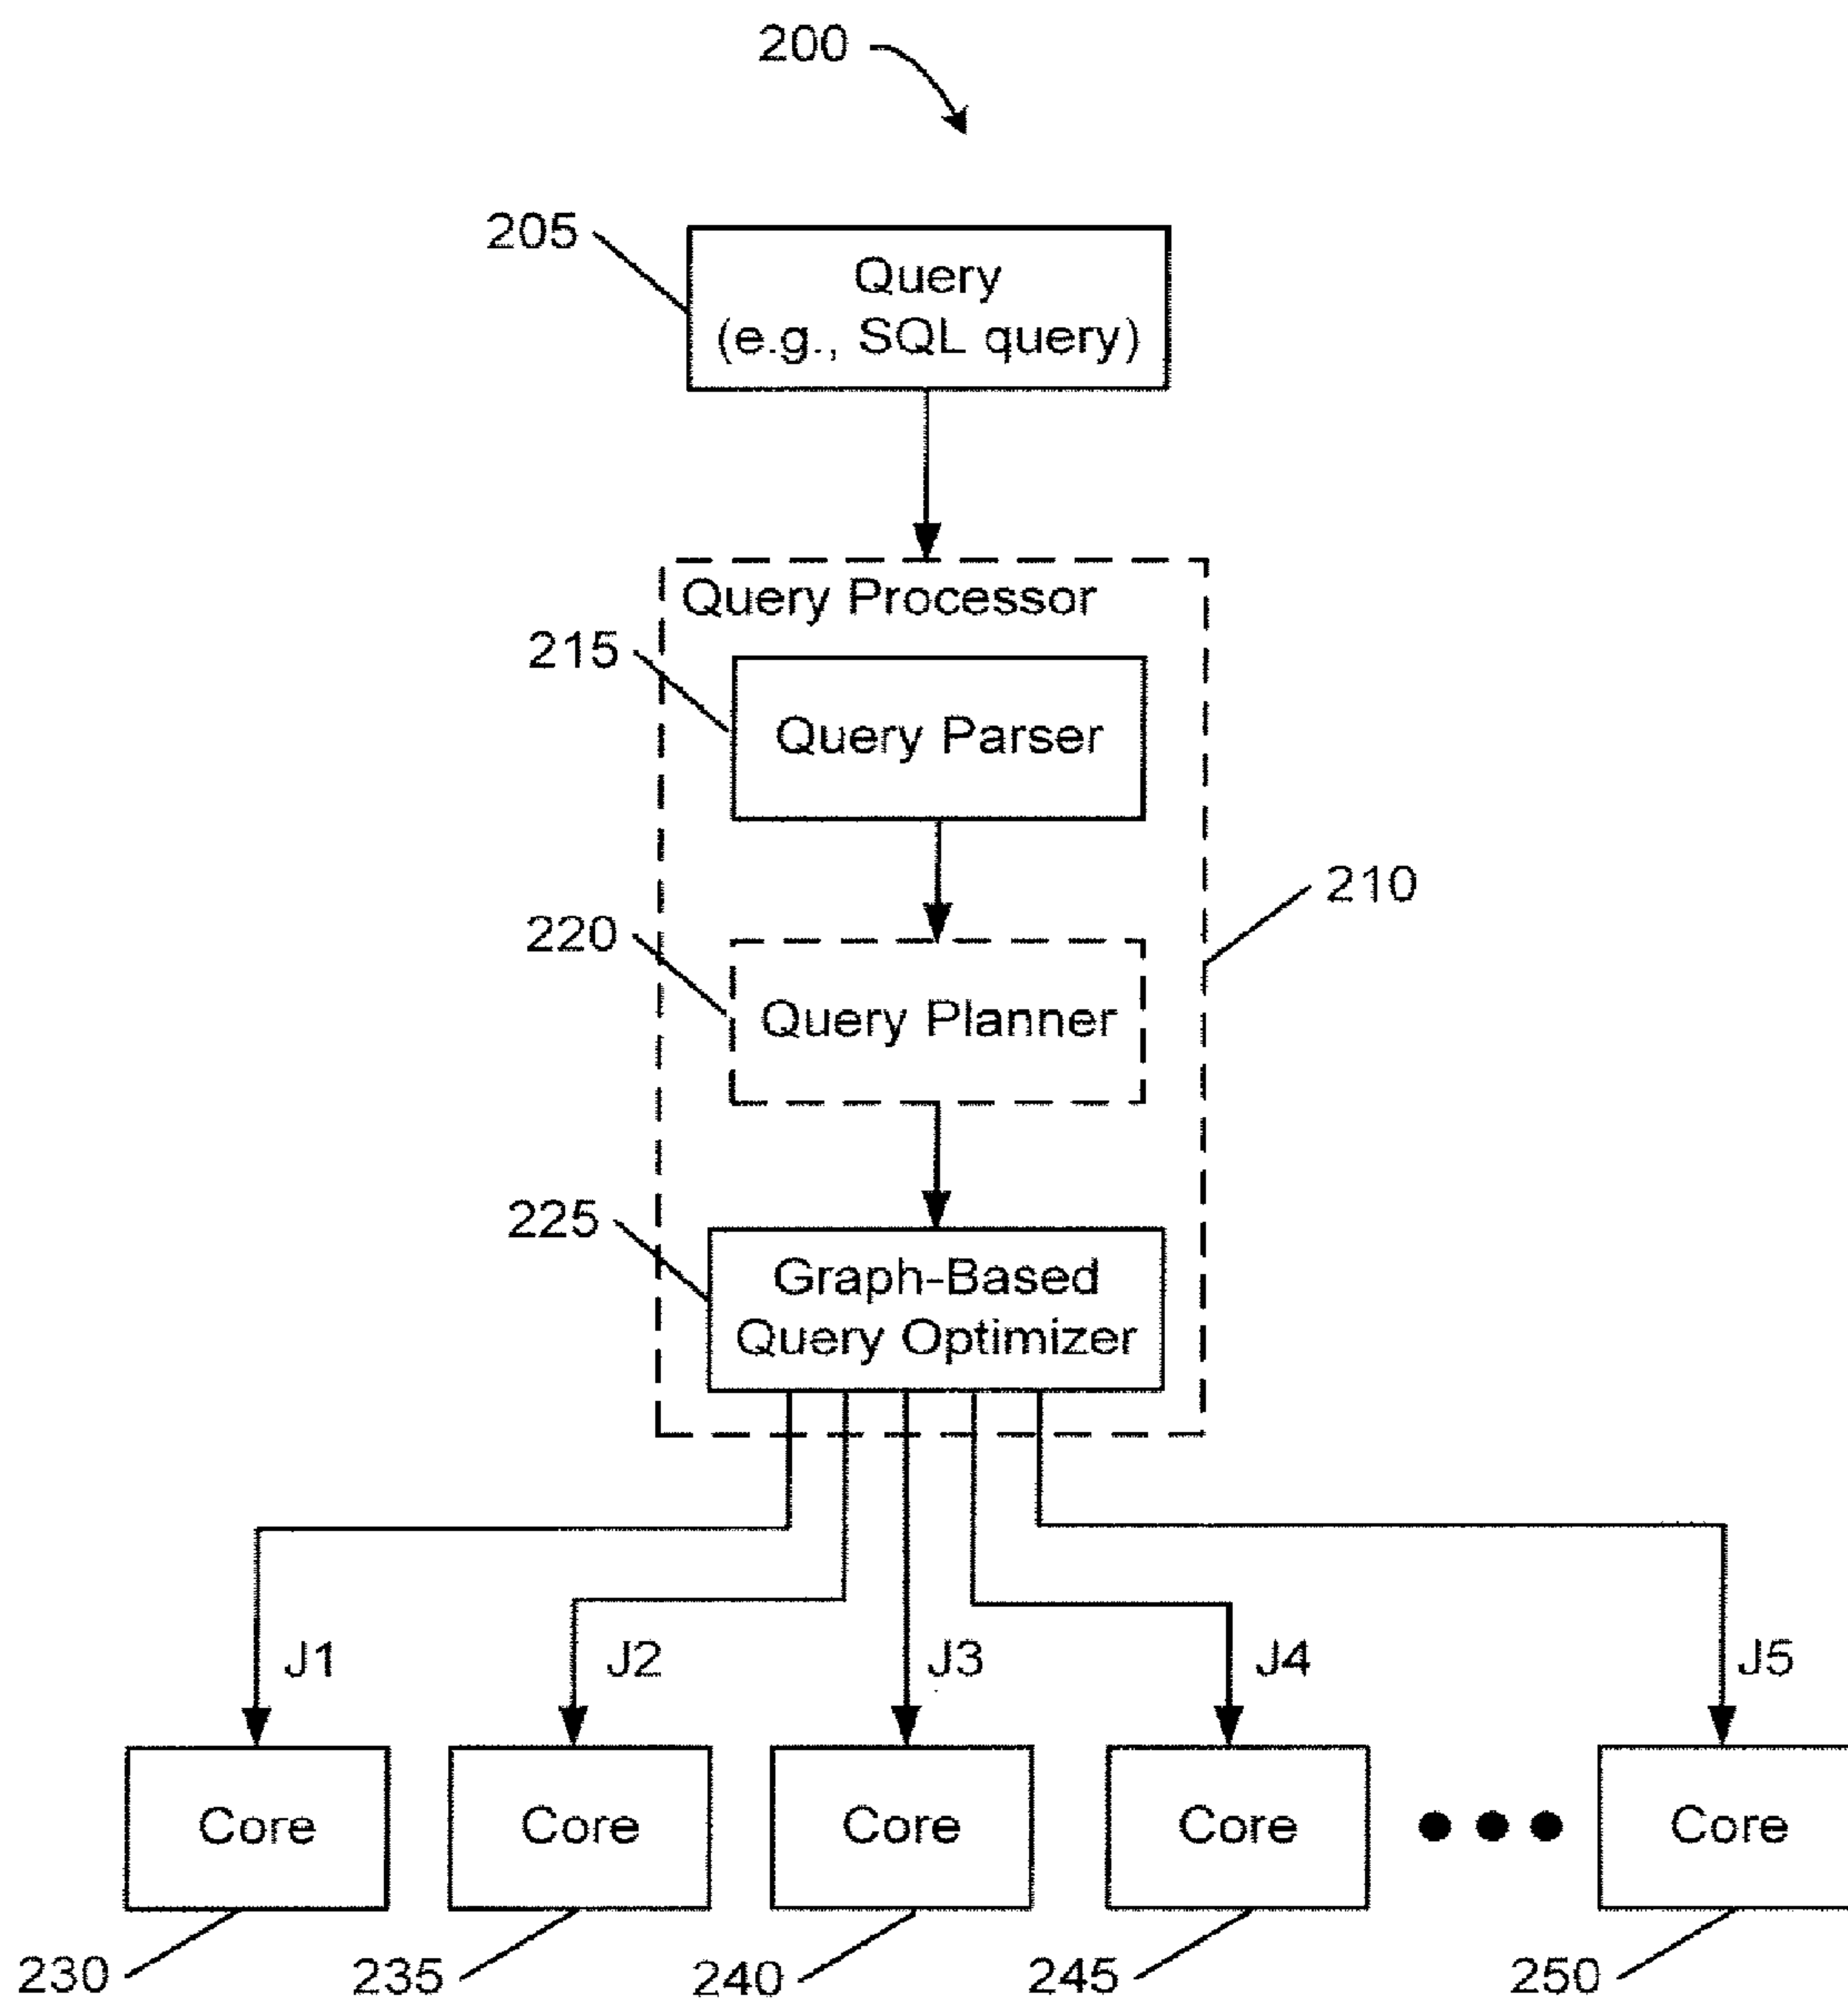 200
205
Query
(e.g., SQL query)
Query Processor
215
Query Parser
210
220
Query Planner
225
Graph-Based
Query Optimizer
J1 J2 J3 J4 J5
Core Core Core Core Core
230 235 240 245 250